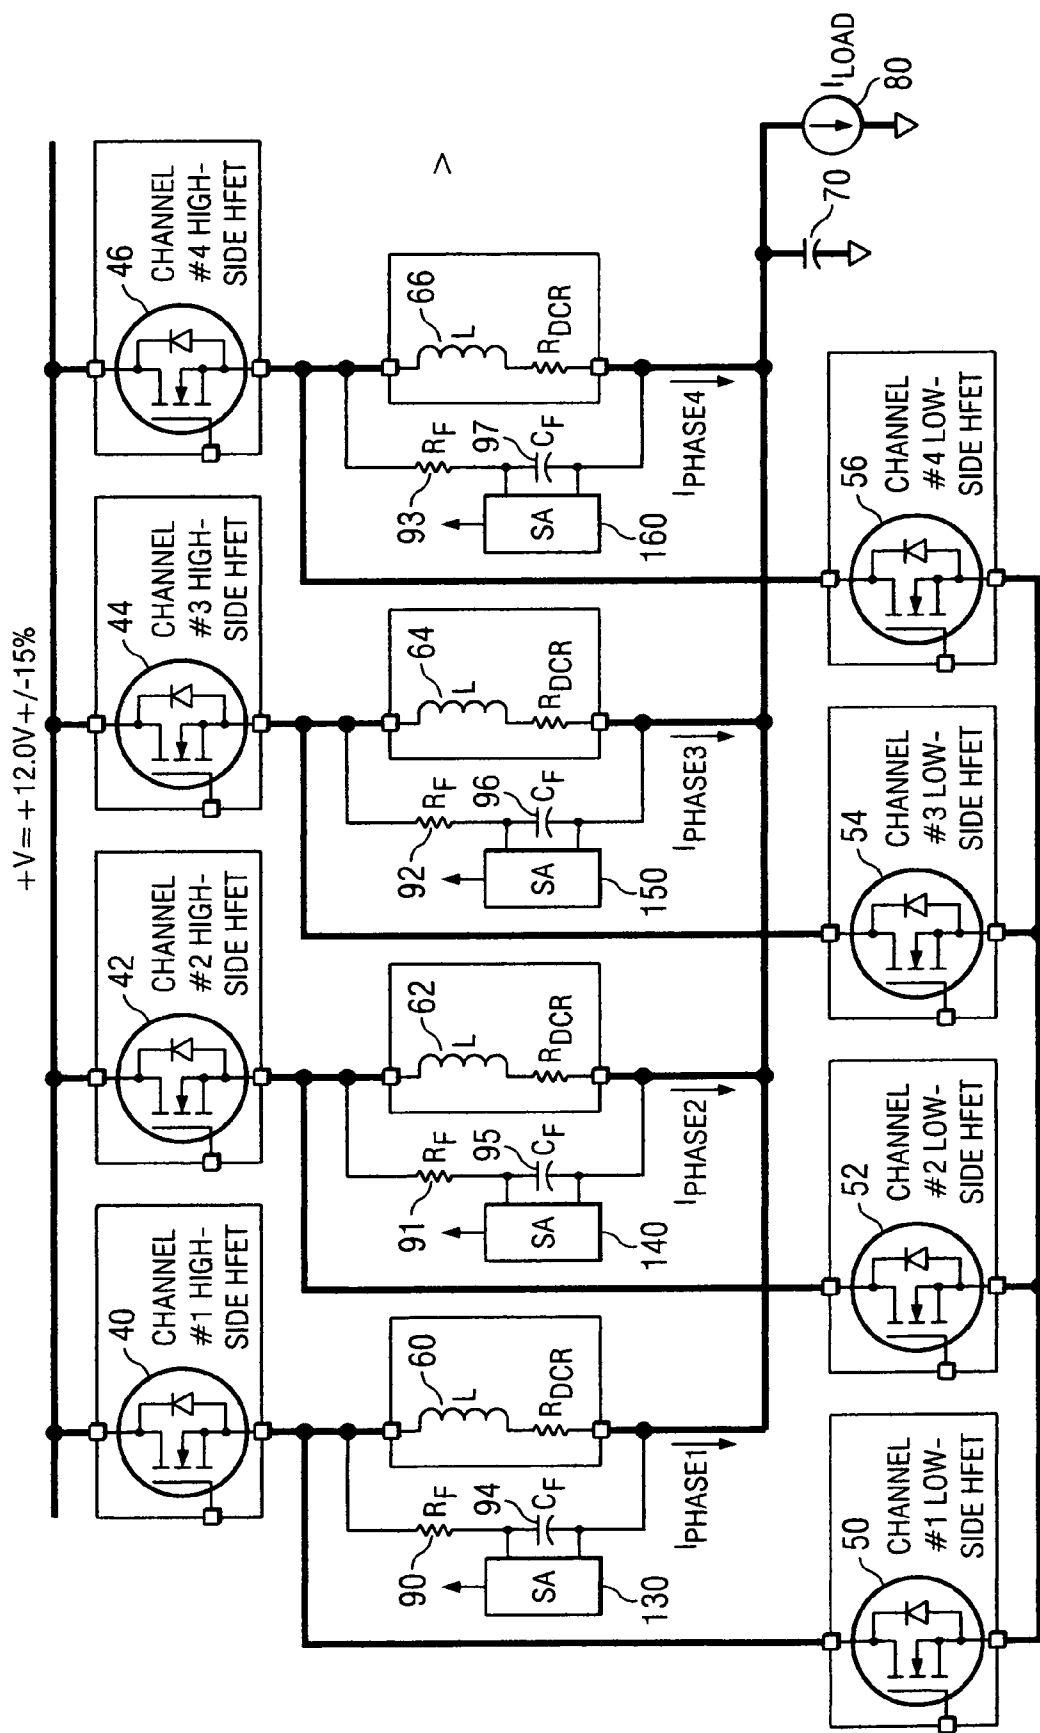 +V=+12.0V+/-15%
40
CHANNEL
#1 HIGH-
SIDE HFET
42
CHANNEL
#2 HIGH-
SIDE HFET
44
CHANNEL
#3 HIGH-
SIDE HFET
46
CHANNEL
#4 HIGH-
SIDE HFET
60
L
RDCR
90
RF
94
CF
SA
130
IPHASE1
62
L
RDCR
91
RF
95
CF
SA
140
IPHASE2
64
L
RDCR
92
RF
96
CF
SA
150
IPHASE3
66
L
RDCR
93
RF
97
CF
SA
160
IPHASE4
>
70
ILOAD
80
50
CHANNEL
#1 LOW-
SIDE HFET
52
CHANNEL
#2 LOW-
SIDE HFET
54
CHANNEL
#3 LOW-
SIDE HFET
56
CHANNEL
#4 LOW-
SIDE HFET